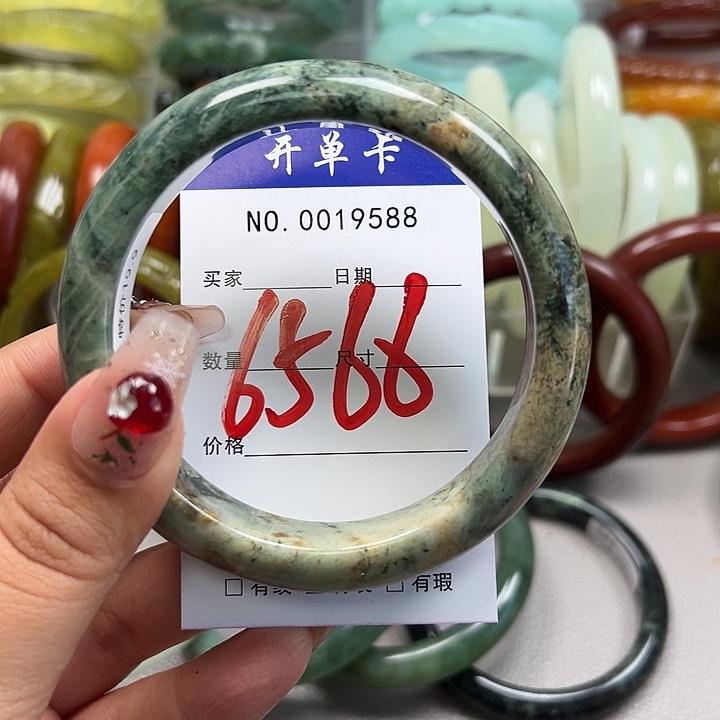 开单卡
NO. 0019588
买家 日期
数量 尺寸
6566
价格
□ 有纹 □ 有瑕